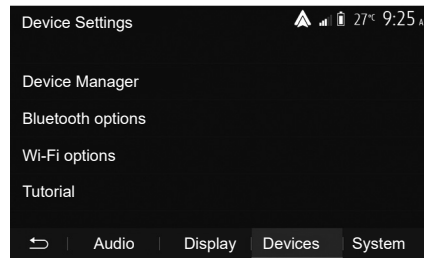 Device Settings 27°C 9:25 A
Device Manager
Bluetooth options
Wi-Fi options
Tutorial
Audio Display Devices System